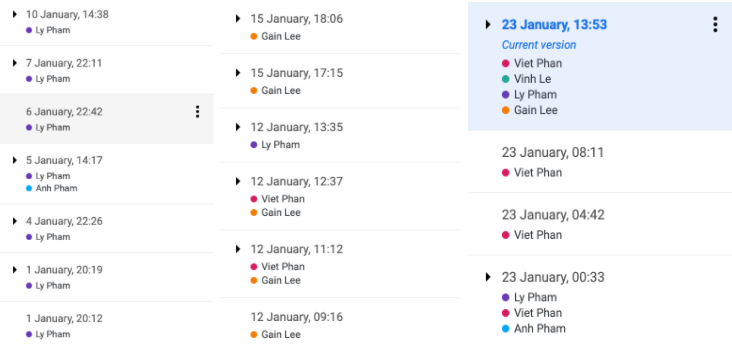 10 January, 14:38
Ly Pham
7 January, 22:11
Ly Pham
6 January, 22:42
Ly Pham
5 January, 14:17
Ly Pham
Anh Pham
4 January, 22:26
Ly Pham
1 January, 20:19
Ly Pham
1 January, 20:12
Ly Pham
15 January, 18:06
Gain Lee
15 January, 17:15
Gain Lee
12 January, 13:35
Ly Pham
12 January, 12:37
Viet Phan
Gain Lee
12 January, 11:12
Viet Phan
Gain Lee
12 January, 09:16
Gain Lee
23 January, 13:53
Current version
Viet Phan
Vinh Le
Ly Pham
Gain Lee
23 January, 08:11
Viet Phan
23 January, 04:42
Viet Phan
23 January, 00:33
Ly Pham
Viet Phan
Anh Pham